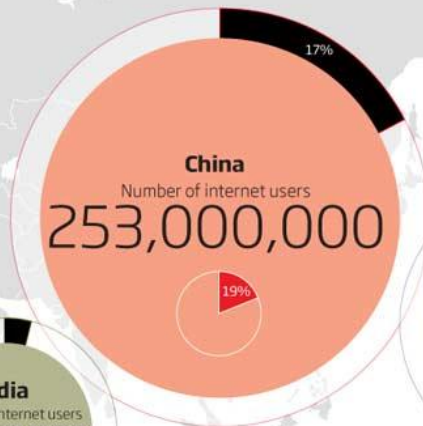 17%
China
Number of internet users
253,000,000
19%
dia
nternet users